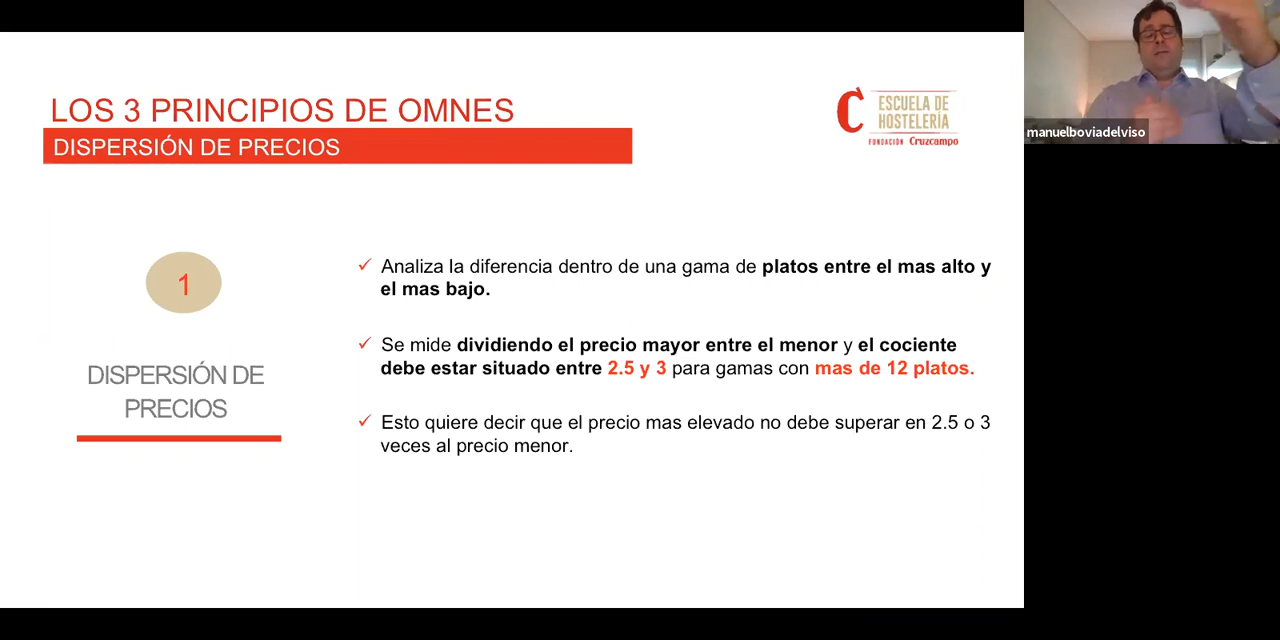 LOS 3 PRINCIPIOS DE OMNES
DISPERSIÓN DE PRECIOS
C ESCUELA DE
HOSTELERÍA
FUNDACIÓN Cruzcampo
manuelboviadelviso
1
DISPERSIÓN DE
PRECIOS
Analiza la diferencia dentro de una gama de platos entre el mas alto y
el mas bajo.
Se mide dividiendo el precio mayor entre el menor y el cociente
debe estar situado entre 2.5 y 3 para gamas con mas de 12 platos.
Esto quiere decir que el precio mas elevado no debe superar en 2.5 o 3
veces al precio menor.